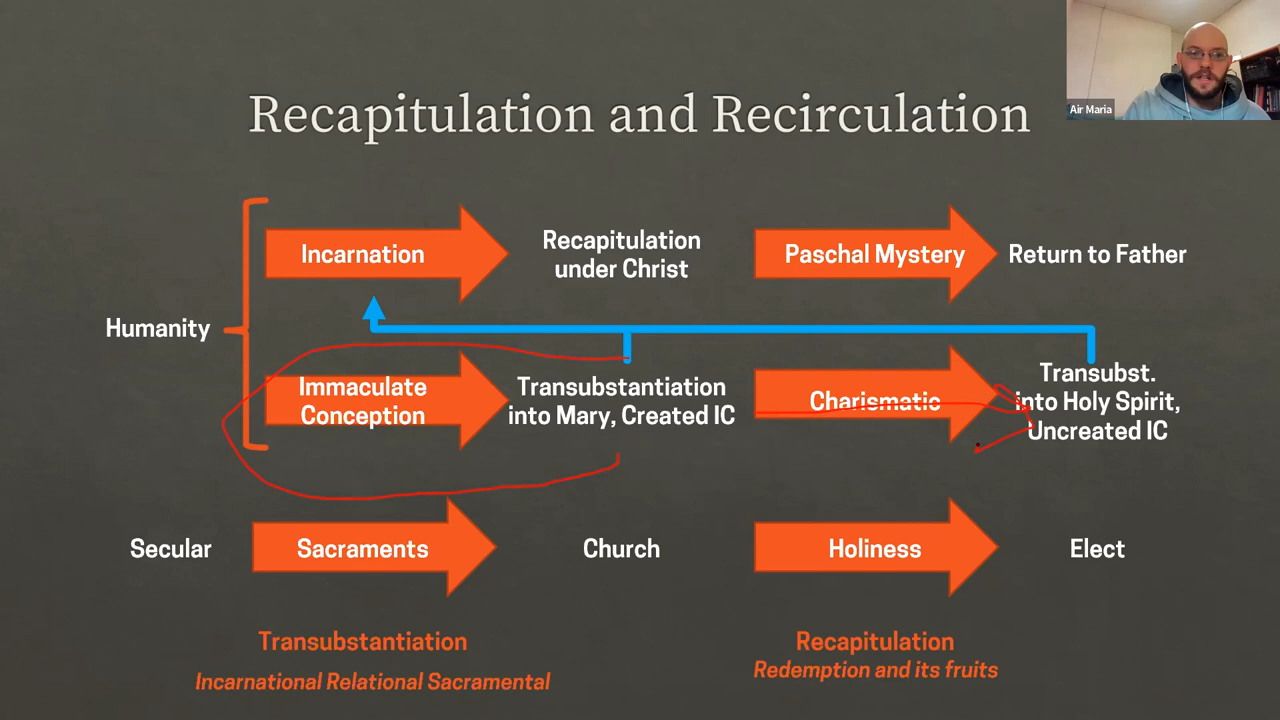 Air Maria
Recapitulation and Recirculation
Incarnation
Recapitulation
under Christ
Paschal Mystery
Return to Father
Humanity
Immaculate
Conception
Transubstantiation
into Mary, Created IC
Charismatic
Transubst.
into Holy Spirit,
Uncreated IC
Secular
Sacraments
Church
Holiness
Elect
Transubstantiation
Incarnational Relational Sacramental
Recapitulation
Redemption and its fruits